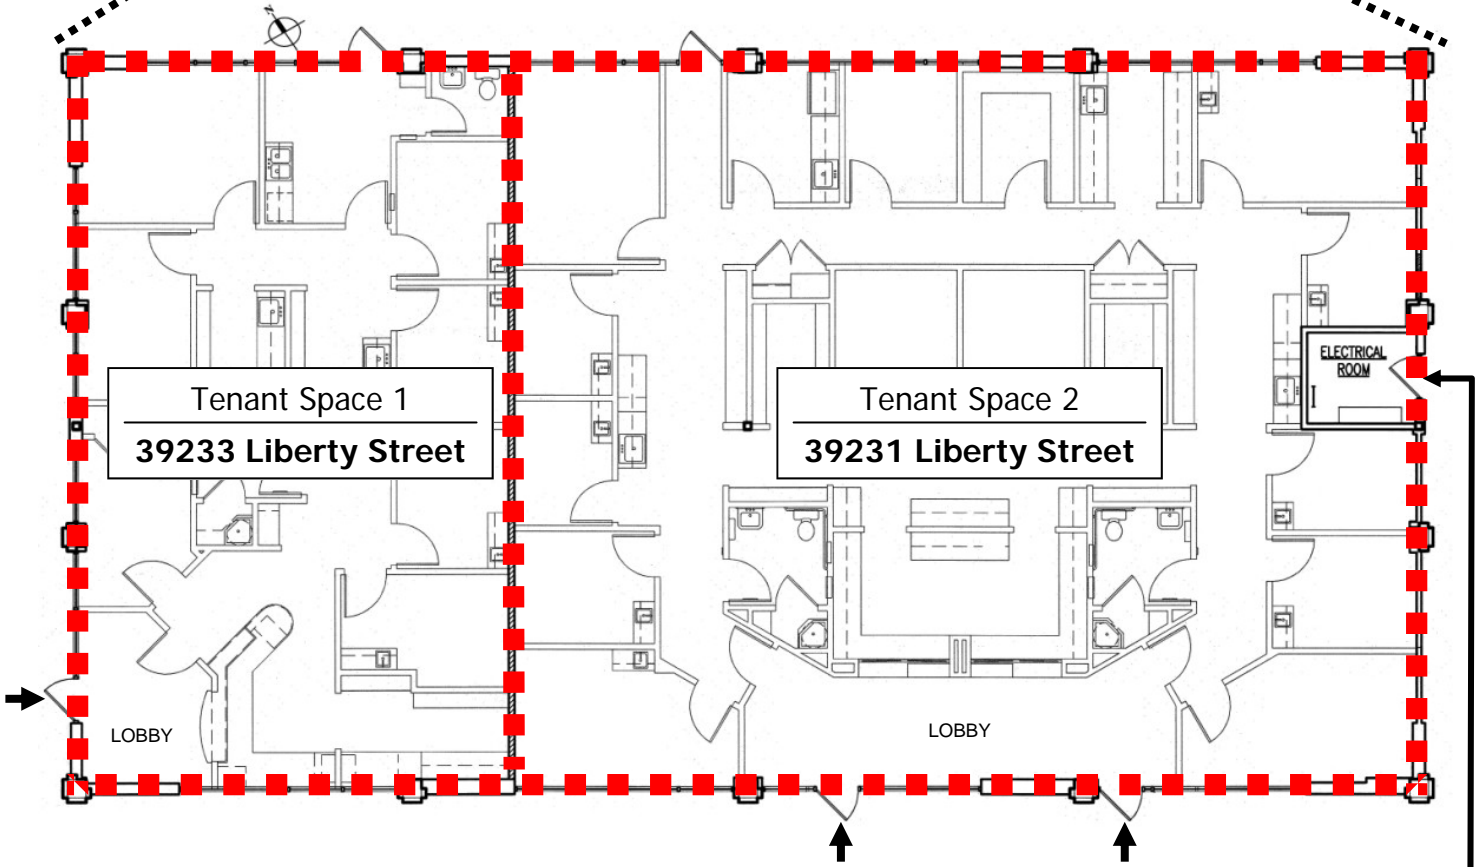 N
ELECTRICAL
ROOM
Tenant Space 1
39233 Liberty Street
Tenant Space 2
39231 Liberty Street
LOBBY
LOBBY